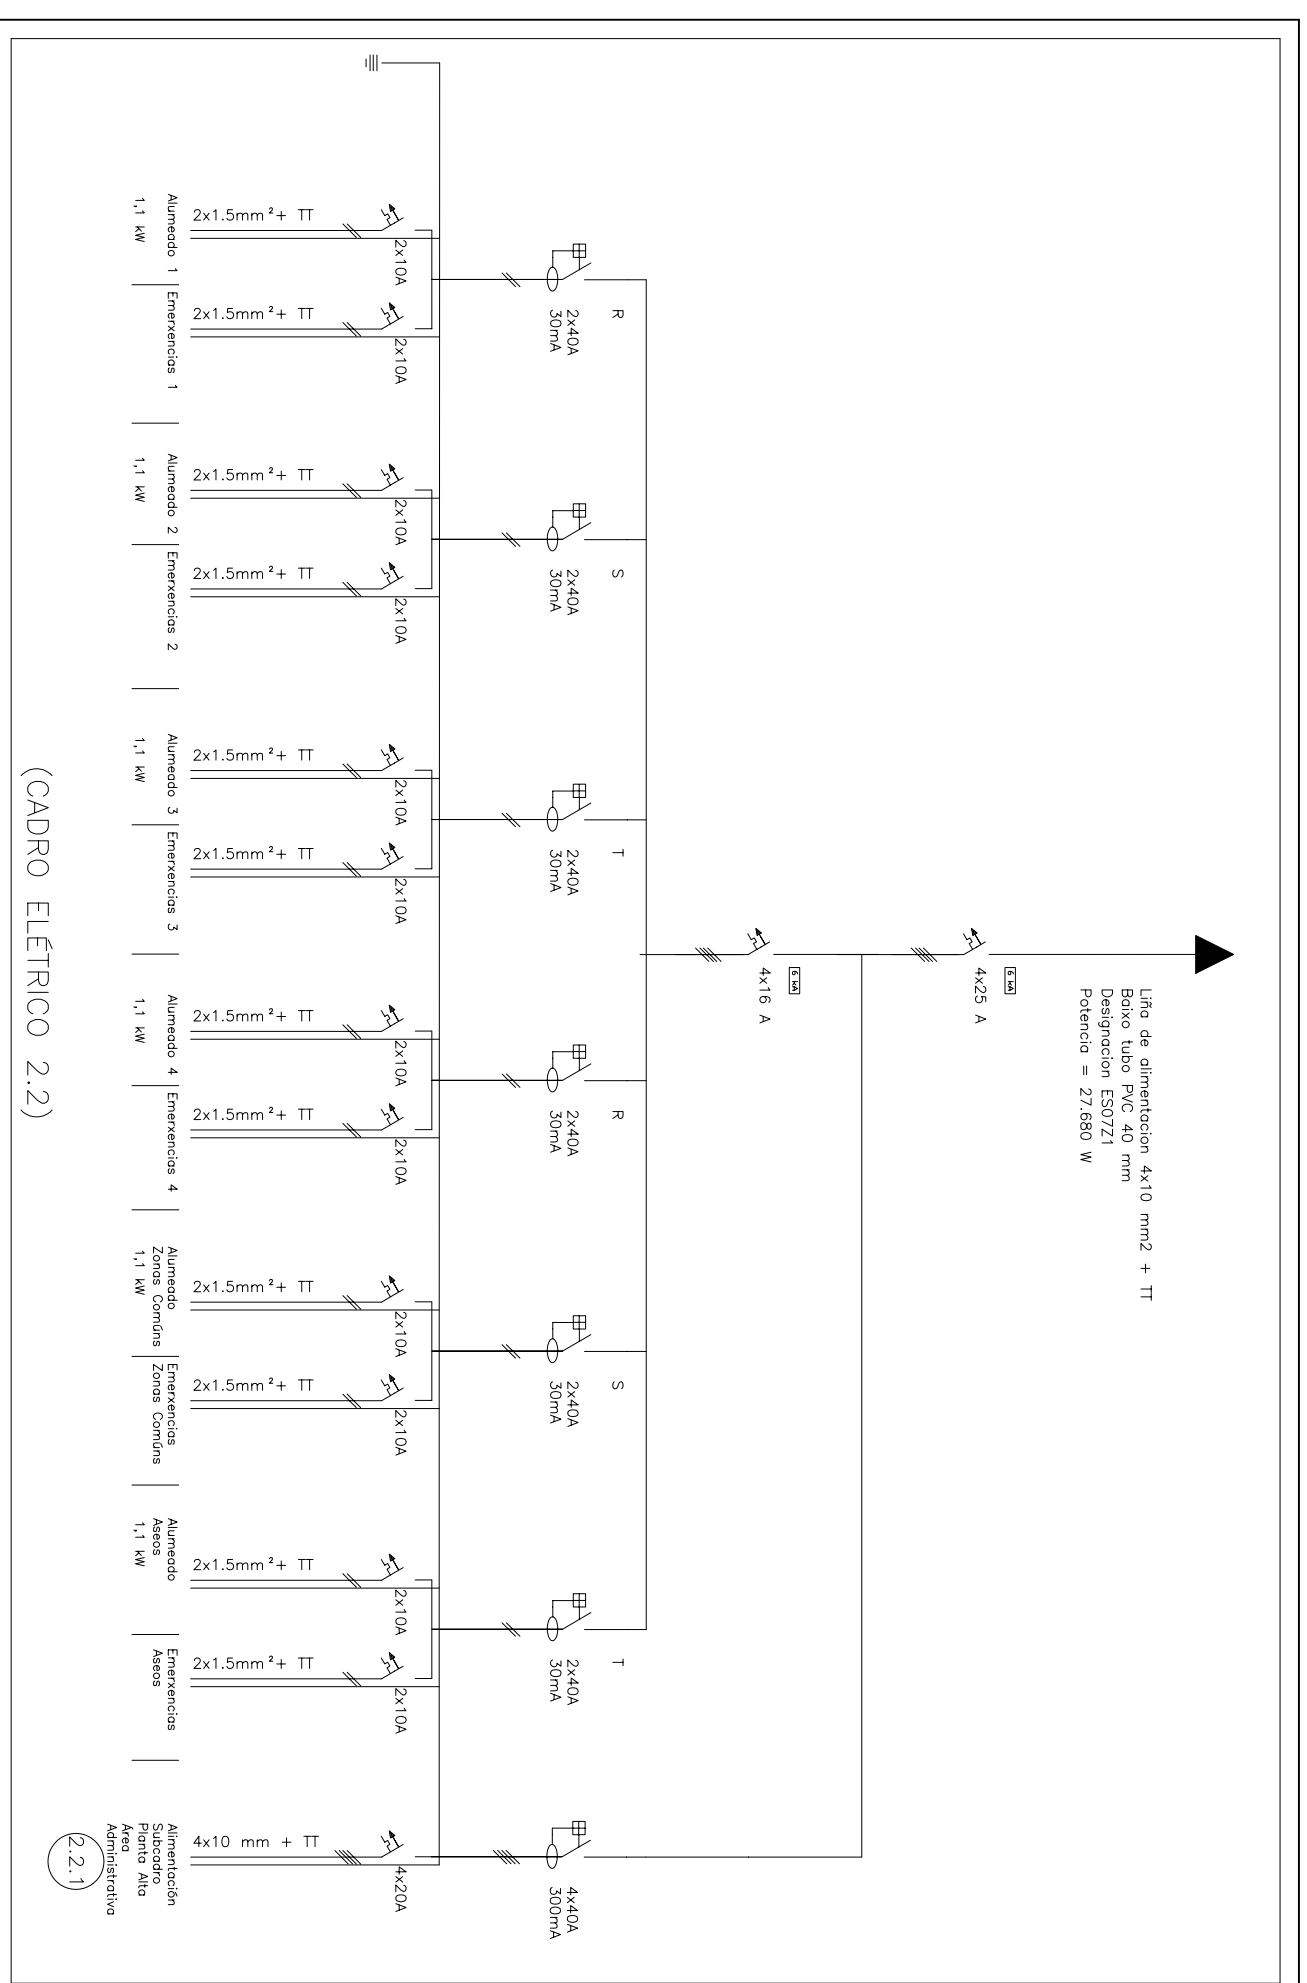 Liña de alimentacion 4x10 mm2 + TT
Baixo tubo PVC 40 mm
Designacion ES07Z1
Potencia = 27.680 W
6 kA
4x25 A
6 kA
4x16 A
R
2x40A
30mA
S
2x40A
30mA
T
2x40A
30mA
R
2x40A
30mA
S
2x40A
30mA
T
2x40A
30mA
4x40A
300mA
2x10A
2x10A
2x10A
2x10A
2x10A
2x10A
2x10A
2x10A
2x10A
2x10A
2x10A
2x10A
4x20A
2x1.5mm²+ TT
2x1.5mm²+ TT
2x1.5mm²+ TT
2x1.5mm²+ TT
2x1.5mm²+ TT
2x1.5mm²+ TT
2x1.5mm²+ TT
2x1.5mm²+ TT
2x1.5mm²+ TT
2x1.5mm²+ TT
2x1.5mm²+ TT
2x1.5mm²+ TT
4x10 mm + TT
Alumeado 1
1,1 kW
Emerxencias 1
Alumeado 2
1,1 kW
Emerxencias 2
Alumeado 3
1,1 kW
Emerxencias 3
Alumeado 4
1,1 kW
Emerxencias 4
Alumeado
Zonas Comúns
1,1 kW
Emerxencias
Zonas Comúns
Alumeado
Aseos
1,1 kW
Emerxencias
Aseos
Alimentación
Subcadro
Planta Alta
Área
Administrativa
2.2.1
(CADRO ELÉTRICO 2.2)